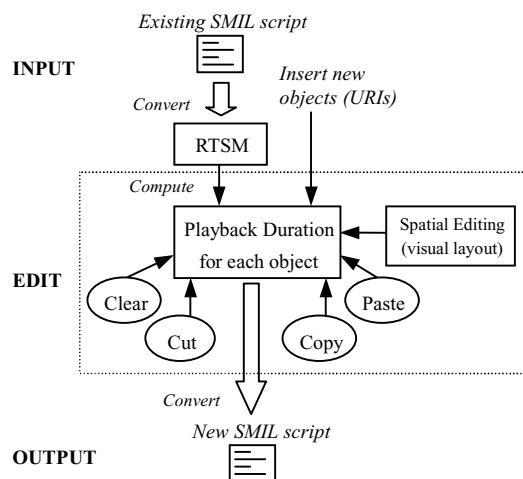 Existing SMIL script
INPUT
Insert new
objects (URIs)
Convert
RTSM
Compute
Playback Duration
for each object
Spatial Editing
(visual layout)
EDIT
Clear
Cut
Copy
Paste
Convert
New SMIL script
OUTPUT